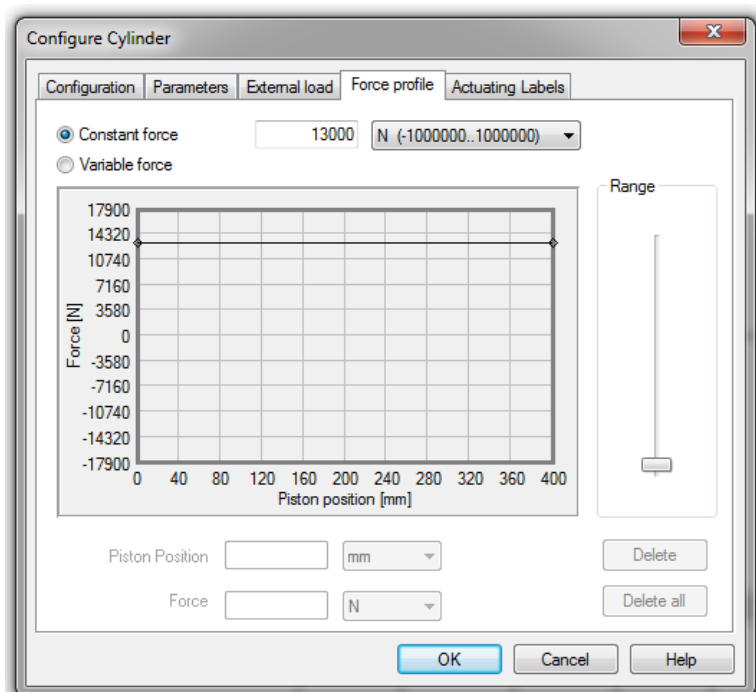 Configure Cylinder
Configuration Parameters External load Force profile Actuating Labels
Constant force 13000 N (-1000000..1000000)
Variable force
Range
17900
14320
10740
7160
3580
0
-3580
-7160
-10740
-14320
-17900
Force [N]
0 40 80 120 160 200 240 280 320 360 400
Piston position [mm]
Piston Position mm Delete
Force N Delete all
OK Cancel Help